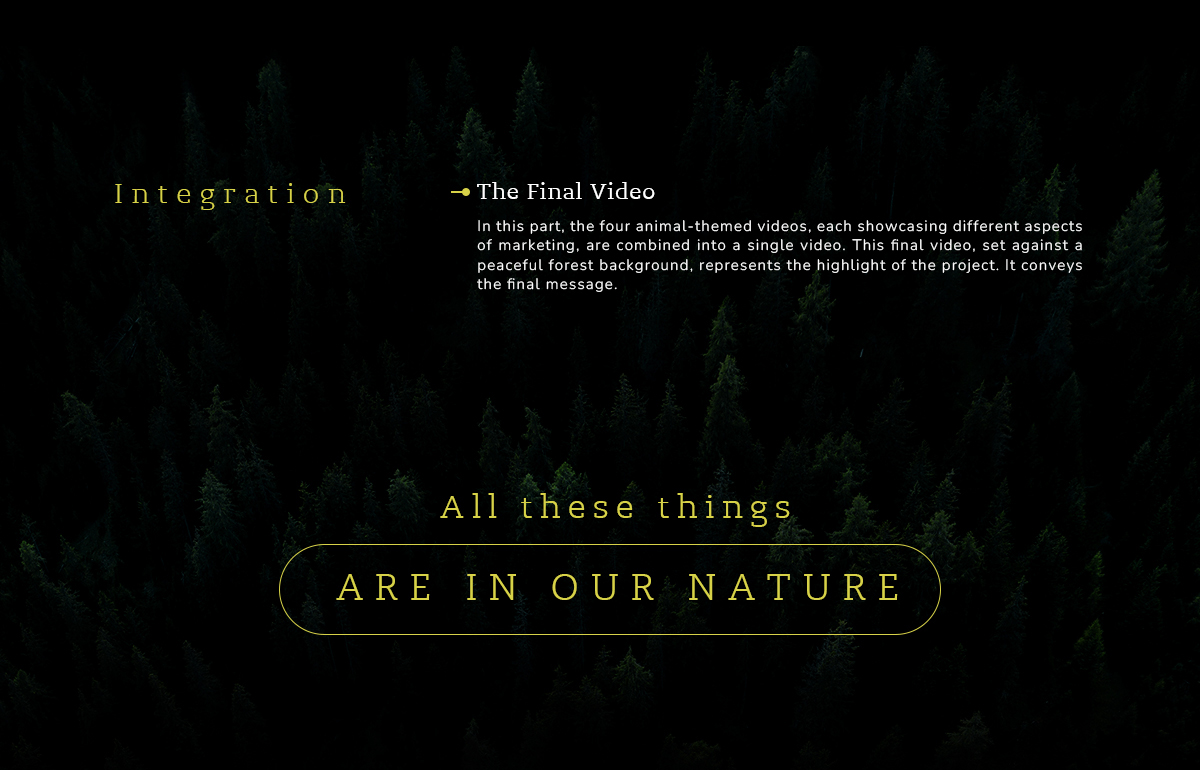 Integration
The Final Video
In this part, the four animal-themed videos, each showcasing different aspects
of marketing, are combined into a single video. This final video, set against a
peaceful forest background, represents the highlight of the project. It conveys
the final message.
All these things
ARE IN OUR NATURE